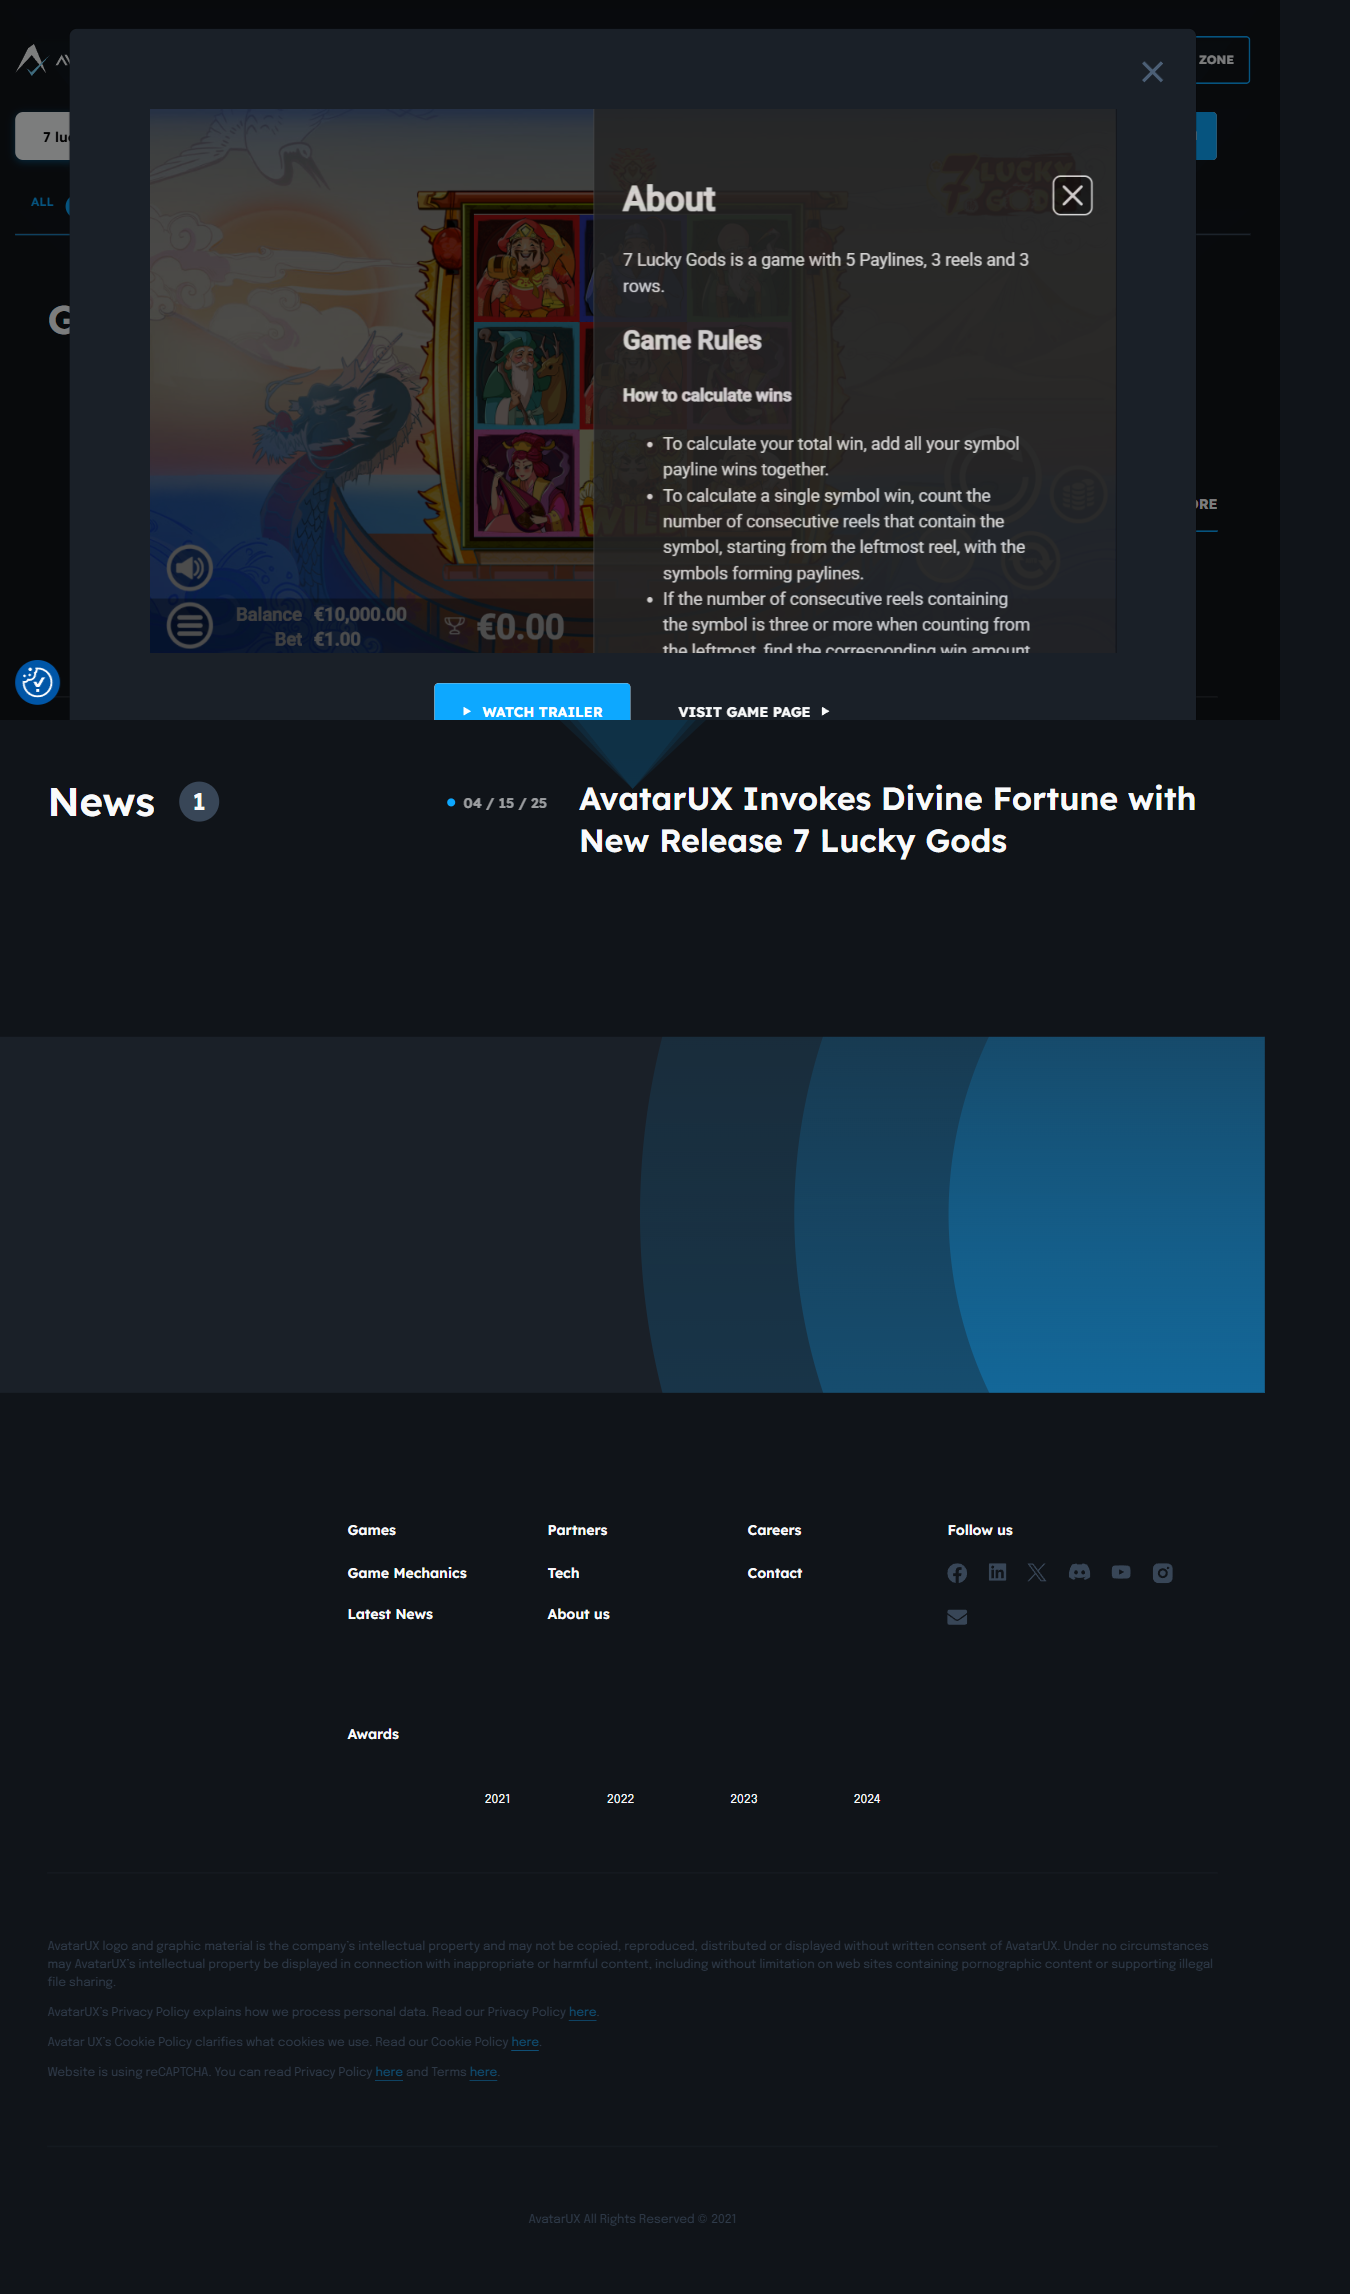 ZONE
7 luc
ALL
G
7 LUCKY
GODS
About
7 Lucky Gods is a game with 5 Paylines, 3 reels and 3
rows.
Game Rules
How to calculate wins
• To calculate your total win, add all your symbol
payline wins together.
• To calculate a single symbol win, count the
number of consecutive reels that contain the
symbol, starting from the leftmost reel, with the
symbols forming paylines.
• If the number of consecutive reels containing
the symbol is three or more when counting from
the leftmost, find the corresponding win amount
WILD
Balance €10,000.00
Bet €1.00
€0.00
ORE
WATCH TRAILER
VISIT GAME PAGE
News 1
04 / 15 / 25
AvatarUX Invokes Divine Fortune with
New Release 7 Lucky Gods
Games Partners Careers Follow us
Game Mechanics Tech Contact
Latest News About us
Awards
2021 2022 2023 2024
AvatarUX logo and graphic material is the company's intellectual property and may not be copied, reproduced, distributed or displayed without written consent of AvatarUX. Under no circumstances
may AvatarUX's intellectual property be displayed in connection with inappropriate or harmful content, including without limitation on web sites containing pornographic content or supporting illegal
file sharing.
AvatarUX's Privacy Policy explains how we process personal data. Read our Privacy Policy here.
Avatar UX's Cookie Policy clarifies what cookies we use. Read our Cookie Policy here.
Website is using reCAPTCHA. You can read Privacy Policy here and Terms here.
AvatarUX All Rights Reserved © 2021